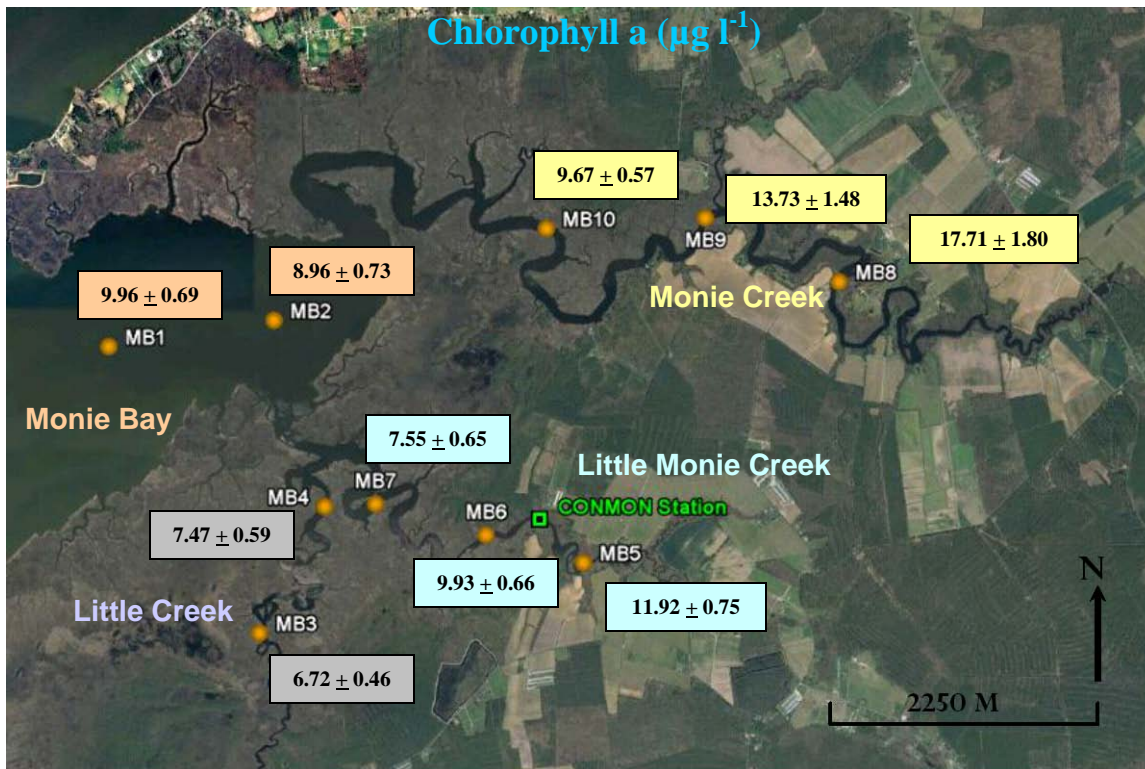 Chlorophyll a (µg l⁻¹)
9.67 ± 0.57
MB10
13.73 ± 1.48
MB9
17.71 ± 1.80
MB8
Monie Creek
8.96 ± 0.73
MB2
9.96 ± 0.69
MB1
Monie Bay
7.55 ± 0.65
MB7
Little Monie Creek
MB4
7.47 ± 0.59
MB6
CONMON Station
MB5
9.93 ± 0.66
11.92 ± 0.75
Little Creek
MB3
6.72 ± 0.46
N
2250 M